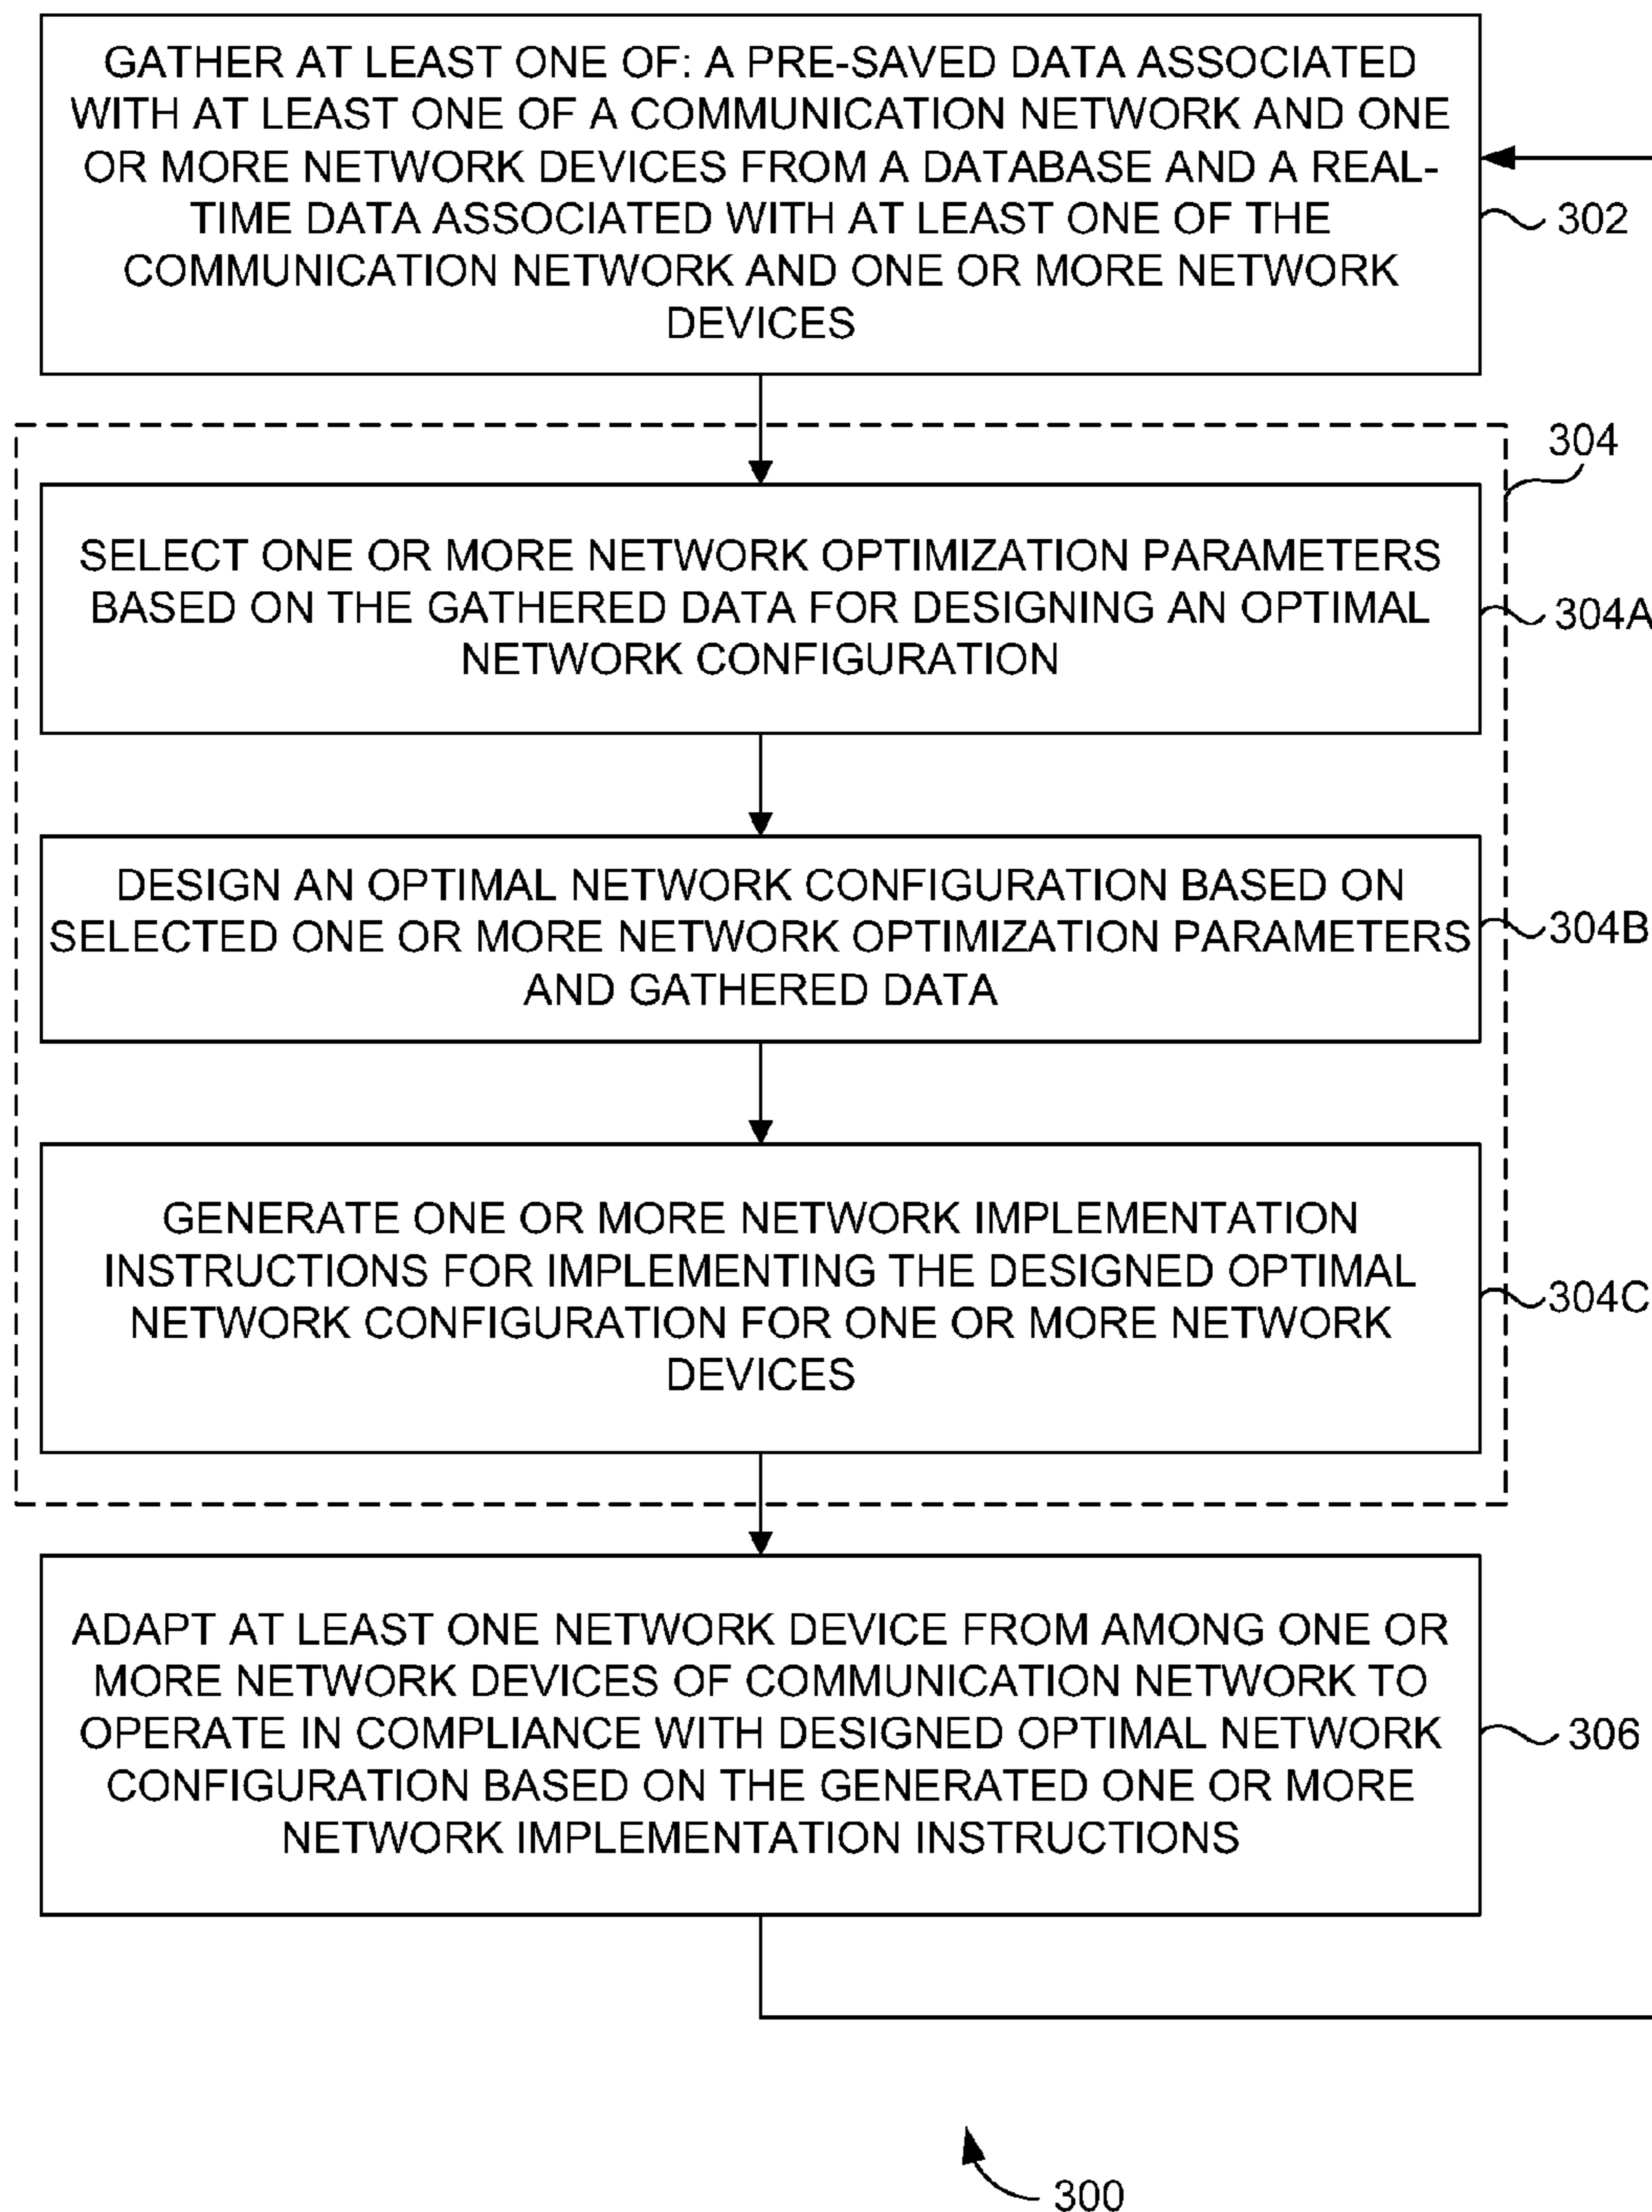 GATHER AT LEAST ONE OF: A PRE-SAVED DATA ASSOCIATED
WITH AT LEAST ONE OF A COMMUNICATION NETWORK AND ONE
OR MORE NETWORK DEVICES FROM A DATABASE AND A REAL-
TIME DATA ASSOCIATED WITH AT LEAST ONE OF THE
COMMUNICATION NETWORK AND ONE OR MORE NETWORK
DEVICES
302
304
SELECT ONE OR MORE NETWORK OPTIMIZATION PARAMETERS
BASED ON THE GATHERED DATA FOR DESIGNING AN OPTIMAL
NETWORK CONFIGURATION
304A
DESIGN AN OPTIMAL NETWORK CONFIGURATION BASED ON
SELECTED ONE OR MORE NETWORK OPTIMIZATION PARAMETERS
AND GATHERED DATA
304B
GENERATE ONE OR MORE NETWORK IMPLEMENTATION
INSTRUCTIONS FOR IMPLEMENTING THE DESIGNED OPTIMAL
NETWORK CONFIGURATION FOR ONE OR MORE NETWORK
DEVICES
304C
ADAPT AT LEAST ONE NETWORK DEVICE FROM AMONG ONE OR
MORE NETWORK DEVICES OF COMMUNICATION NETWORK TO
OPERATE IN COMPLIANCE WITH DESIGNED OPTIMAL NETWORK
CONFIGURATION BASED ON THE GENERATED ONE OR MORE
NETWORK IMPLEMENTATION INSTRUCTIONS
306
300